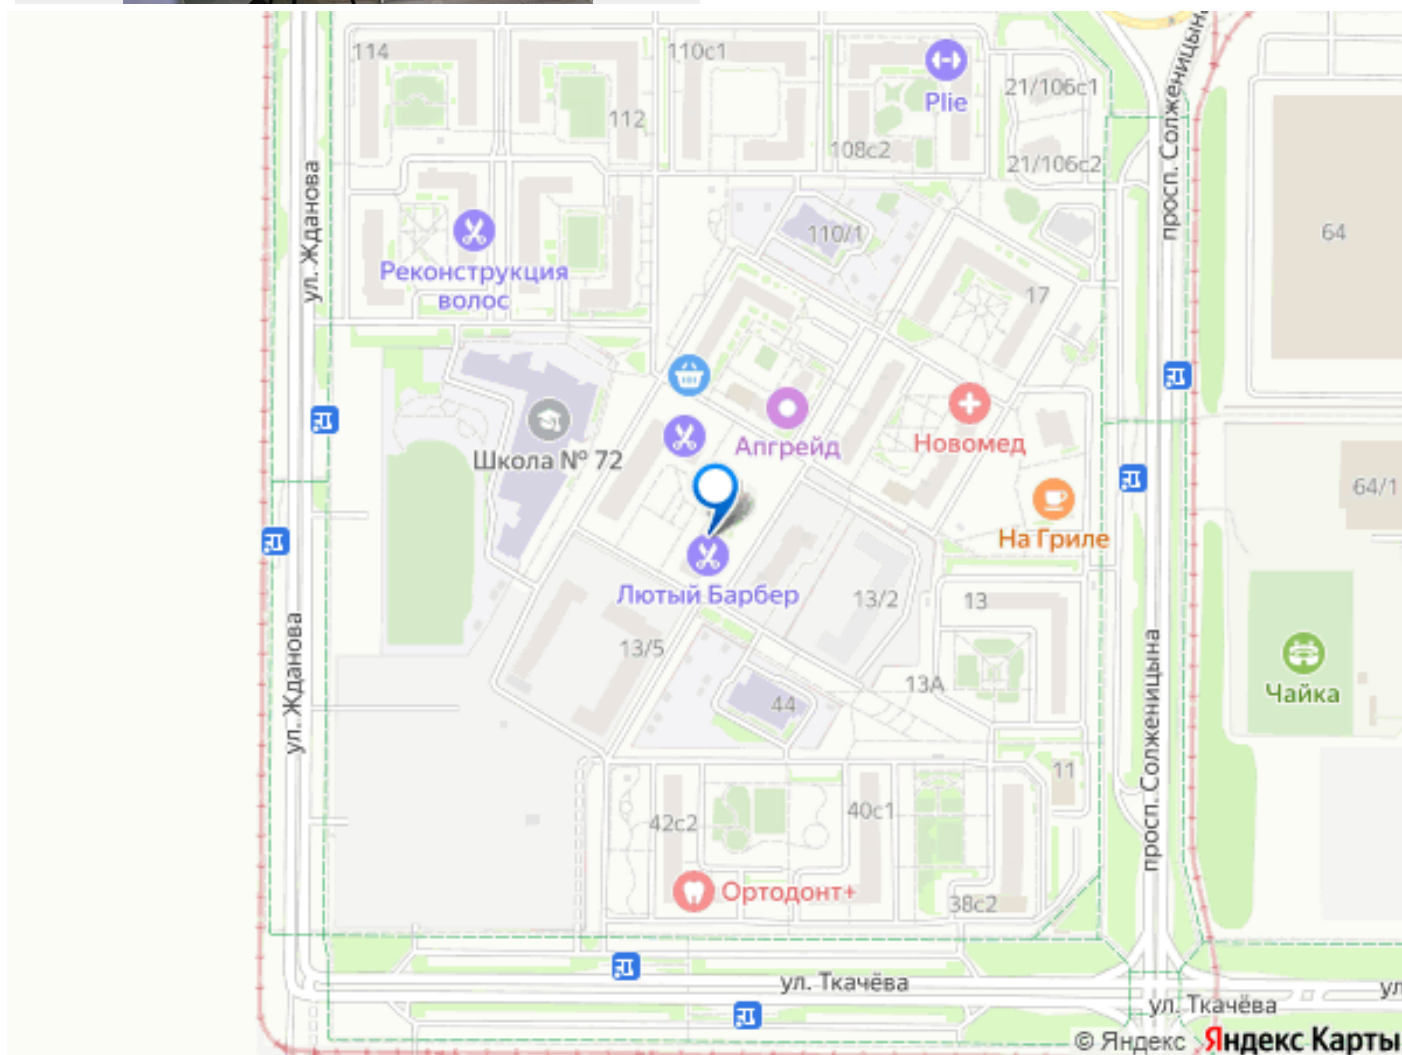 114
110с1
Plie
21/106с1
112
108с2
21/106с2
просп. Солженицына
ул. Жданова
110/1
64
Реконструкция
волос
17
Школа № 72
Апгрейд
Новомед
64/1
На Гриле
Лютый Барбер
13/2
13
13/5
13А
ул. Жданова
44
просп. Солженицына
Чайка
11
42с2
40с1
Ортодонт+
38с2
ул. Ткачёва
ул. Ткачёва
ул
© Яндекс Яндекс Карты